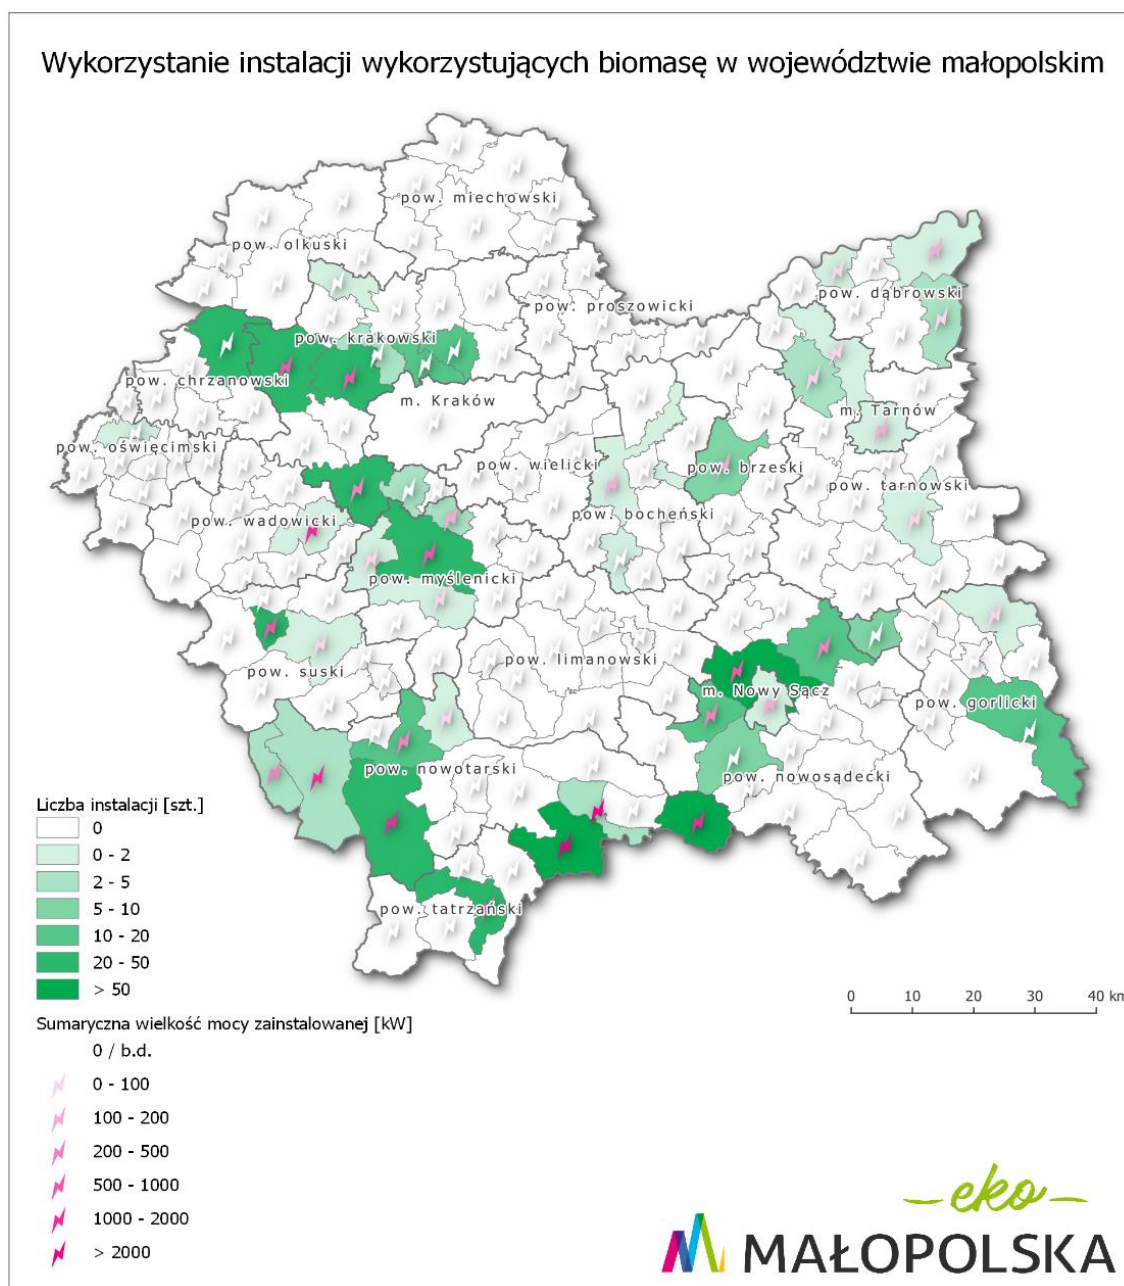 Wykorzystanie instalacji wykorzystujących biomasę w województwie małopolskim
pow. miechowski
pow. olkuski
pow. dąbrowski
pow. proszowicki
pow. krakowski
pow. chrzanowski
m. Kraków
m. Tarnów
pow. oświęcimski
pow. wielicki
pow. brzeski
pow. tarnowski
pow. wadowicki
pow. bocheński
pow. myślenicki
pow. limanowski
pow. suski
m. Nowy Sącz
pow. gorlicki
pow. nowotarski
pow. nowosądecki
pow. tatrzański
Liczba instalacji [szt.]
0
0 - 2
2 - 5
5 - 10
10 - 20
20 - 50
> 50
0 10 20 30 40 km
Sumaryczna wielkość mocy zainstalowanej [kW]
0 / b.d.
0 - 100
100 - 200
200 - 500
500 - 1000
1000 - 2000
> 2000
eko
MAŁOPOLSKA